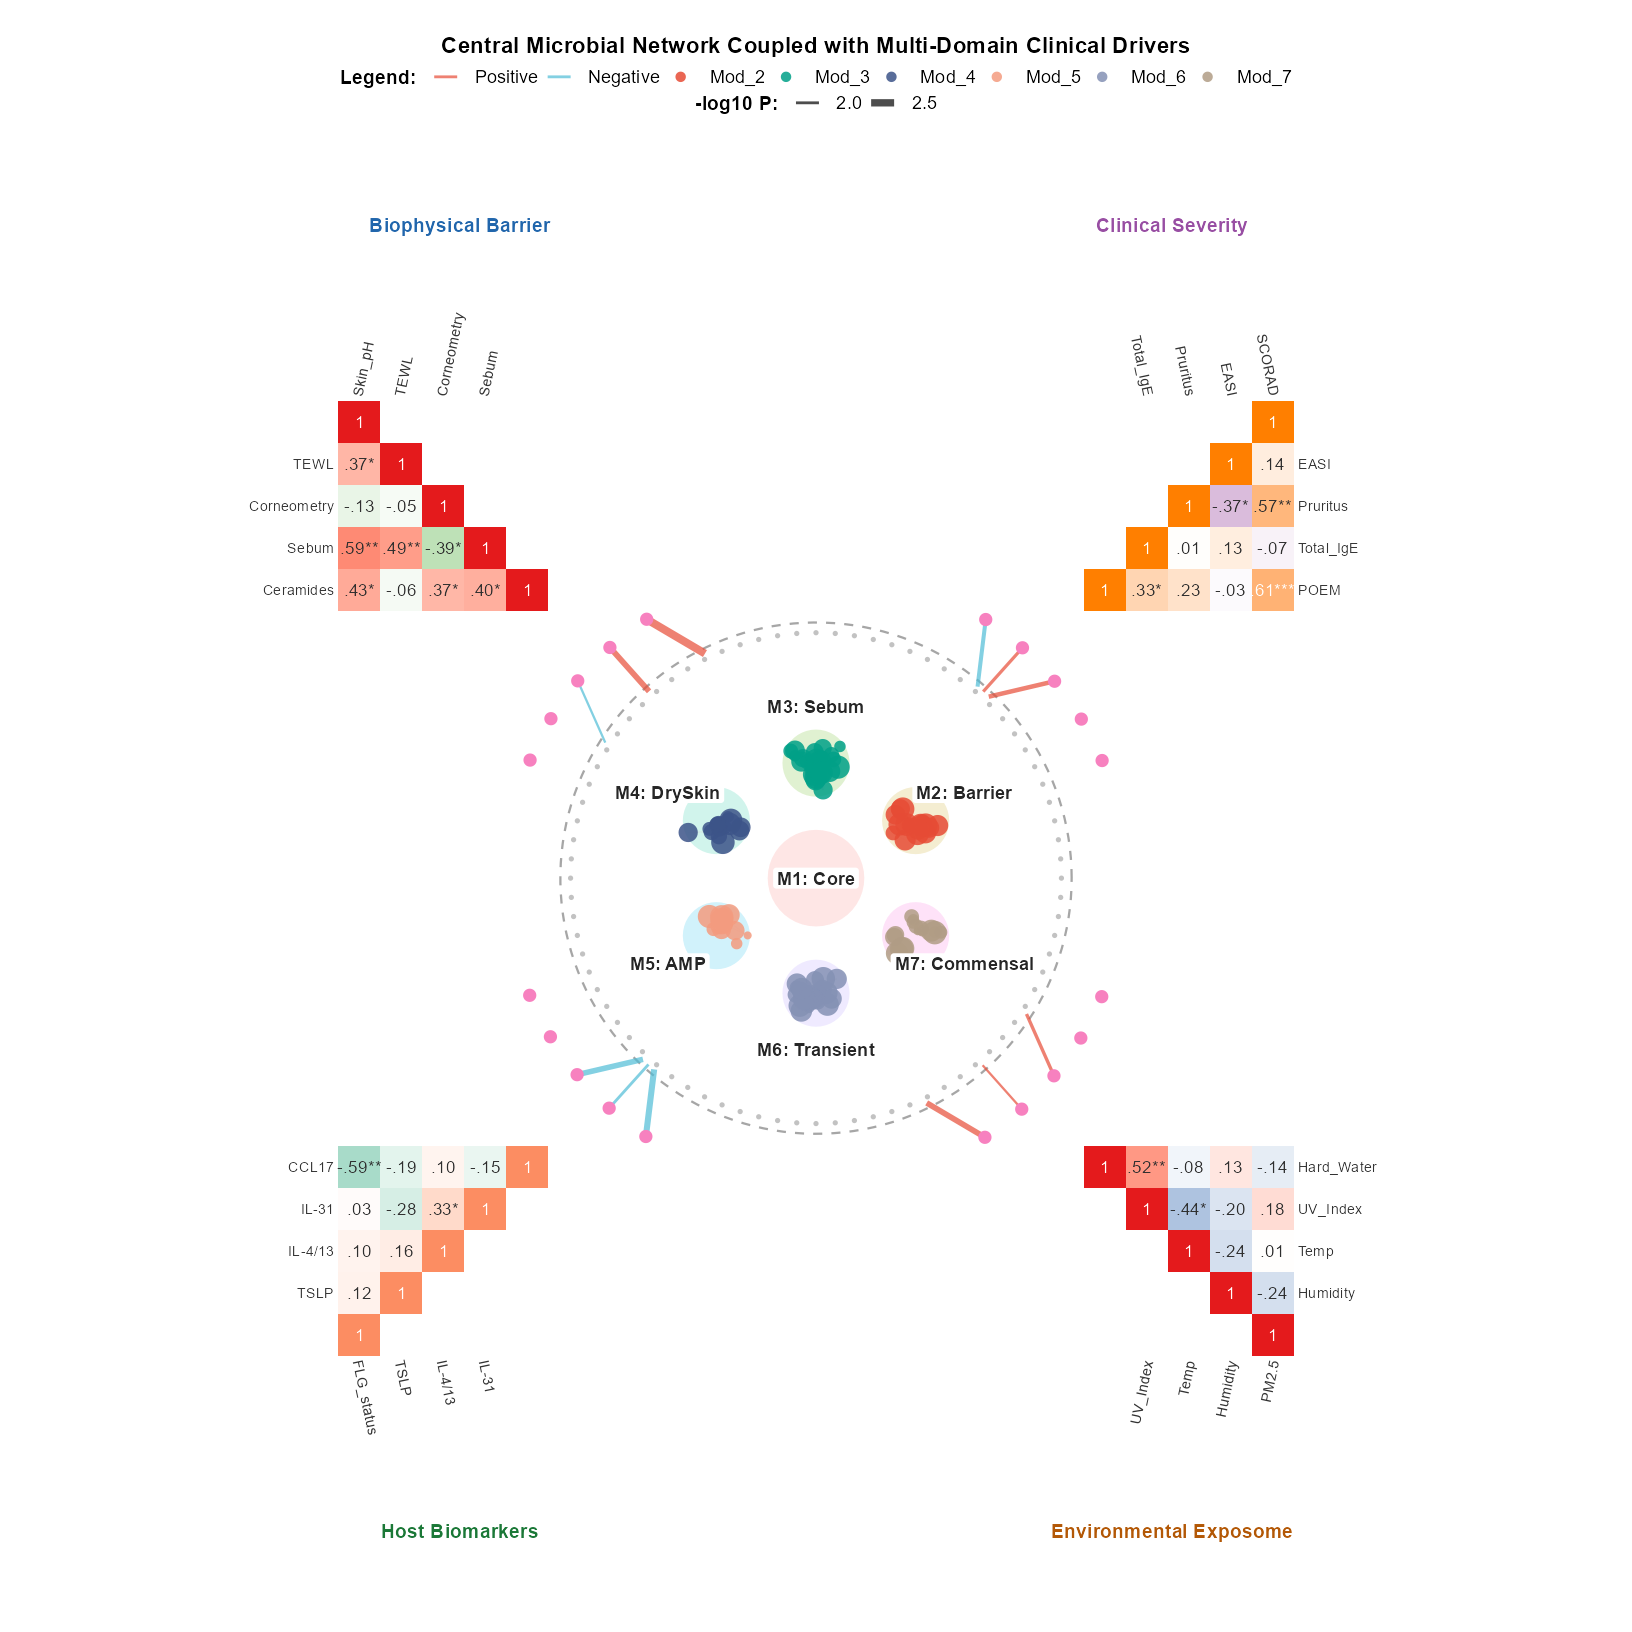 Central Microbial Network Coupled with Multi-Domain Clinical Drivers
Legend: Positive Negative Mod_2 Mod_3 Mod_4 Mod_5 Mod_6 Mod_7
-log10 P: 2.0 2.5
Biophysical Barrier
Skin_pH TEWL Corneometry Sebum
1
TEWL .37* 1
Corneometry -.13 -.05 1
Sebum .59** .49** -.39* 1
Ceramides .43* -.06 .37* .40* 1
Clinical Severity
Total_IgE Pruritus EASI SCORAD
1
1 .14 EASI
1 -.37* .57** Pruritus
1 .01 .13 -.07 Total_IgE
1 .33* .23 -.03 .61*** POEM
M3: Sebum
M4: DrySkin
M2: Barrier
M1: Core
M5: AMP
M7: Commensal
M6: Transient
CCL17 -.59** -.19 .10 -.15 1
IL-31 .03 -.28 .33* 1
IL-4/13 .10 .16 1
TSLP .12 1
1
FLG_status TSLP IL-4/13 IL-31
Host Biomarkers
1 .52** -.08 .13 -.14 Hard_Water
1 -.44* -.20 .18 UV_Index
1 -.24 .01 Temp
1 -.24 Humidity
1
UV_Index Temp Humidity PM2.5
Environmental Exposome